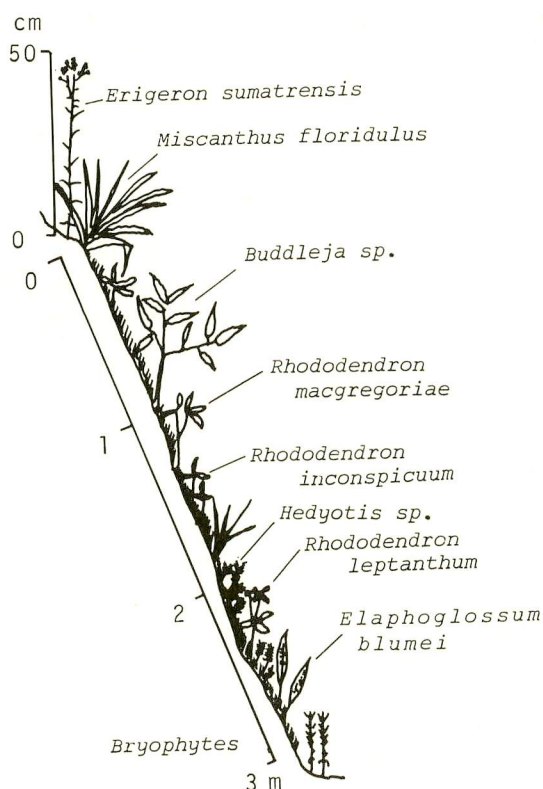 cm
50
Erigeron sumatrensis
Miscanthus floridulus
0
0
Buddleja sp.
Rhododendron
macgregoriae
1
Rhododendron
inconspicuum
Hedyotis sp.
Rhododendron
leptanthum
2
Elaphoglossum
blumei
Bryophytes
3 m